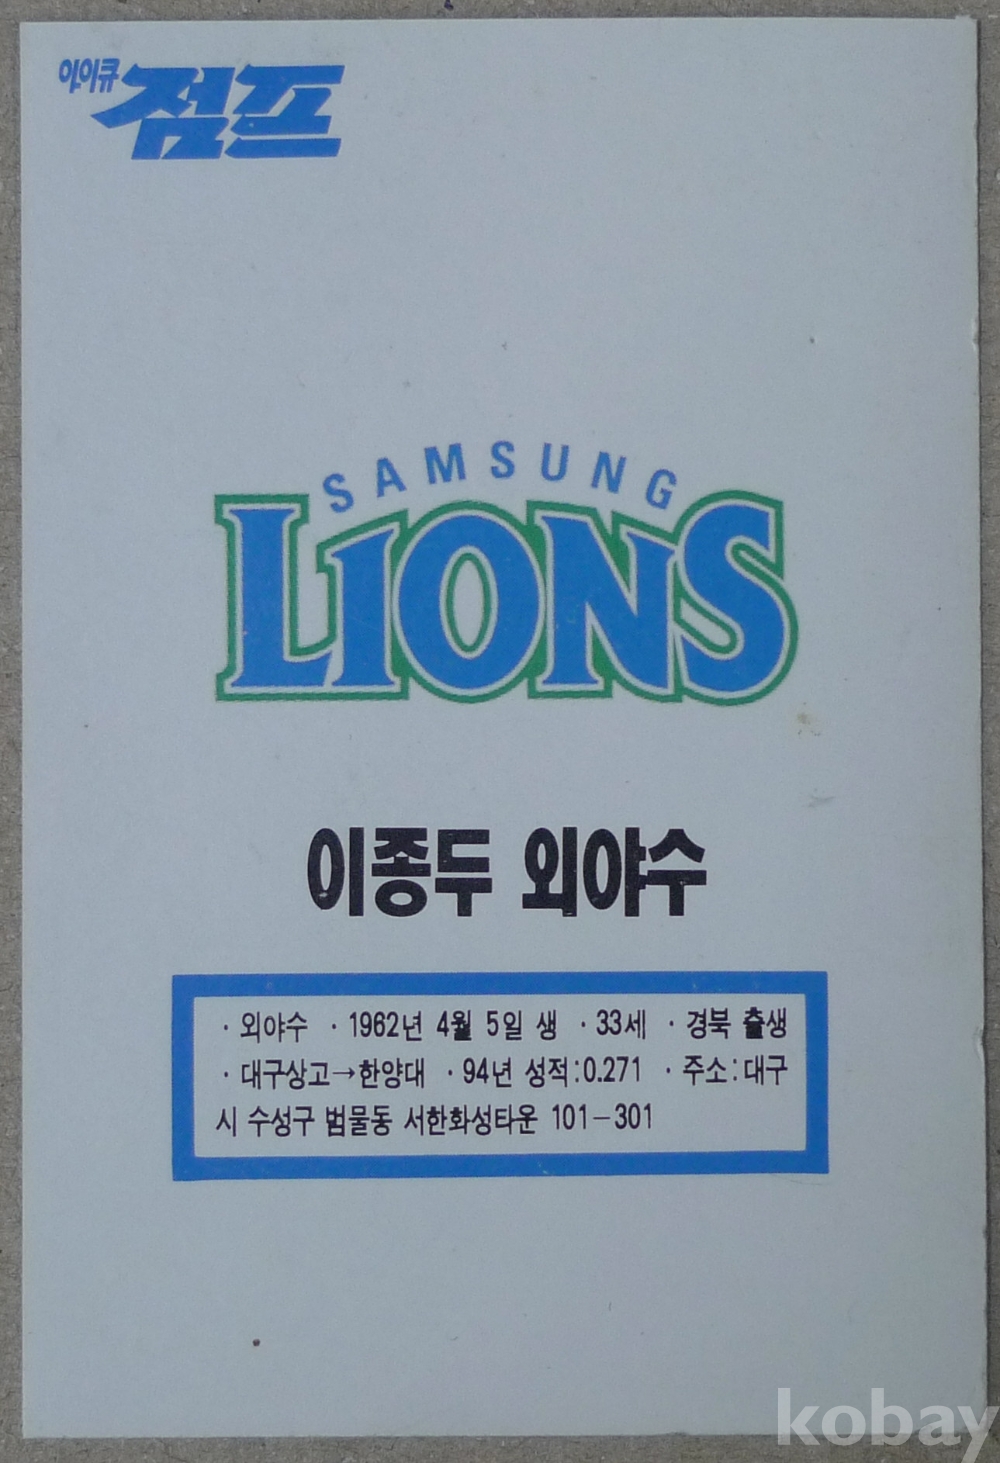 아이큐 점프
SAMSUNG
LIONS
이종두 외야수
· 외야수 · 1962년 4월 5일 생 · 33세 · 경북 출생
· 대구상고→한양대 · 94년 성적:0.271 · 주소:대구
시 수성구 범물동 서한화성타운 101-301
kobay